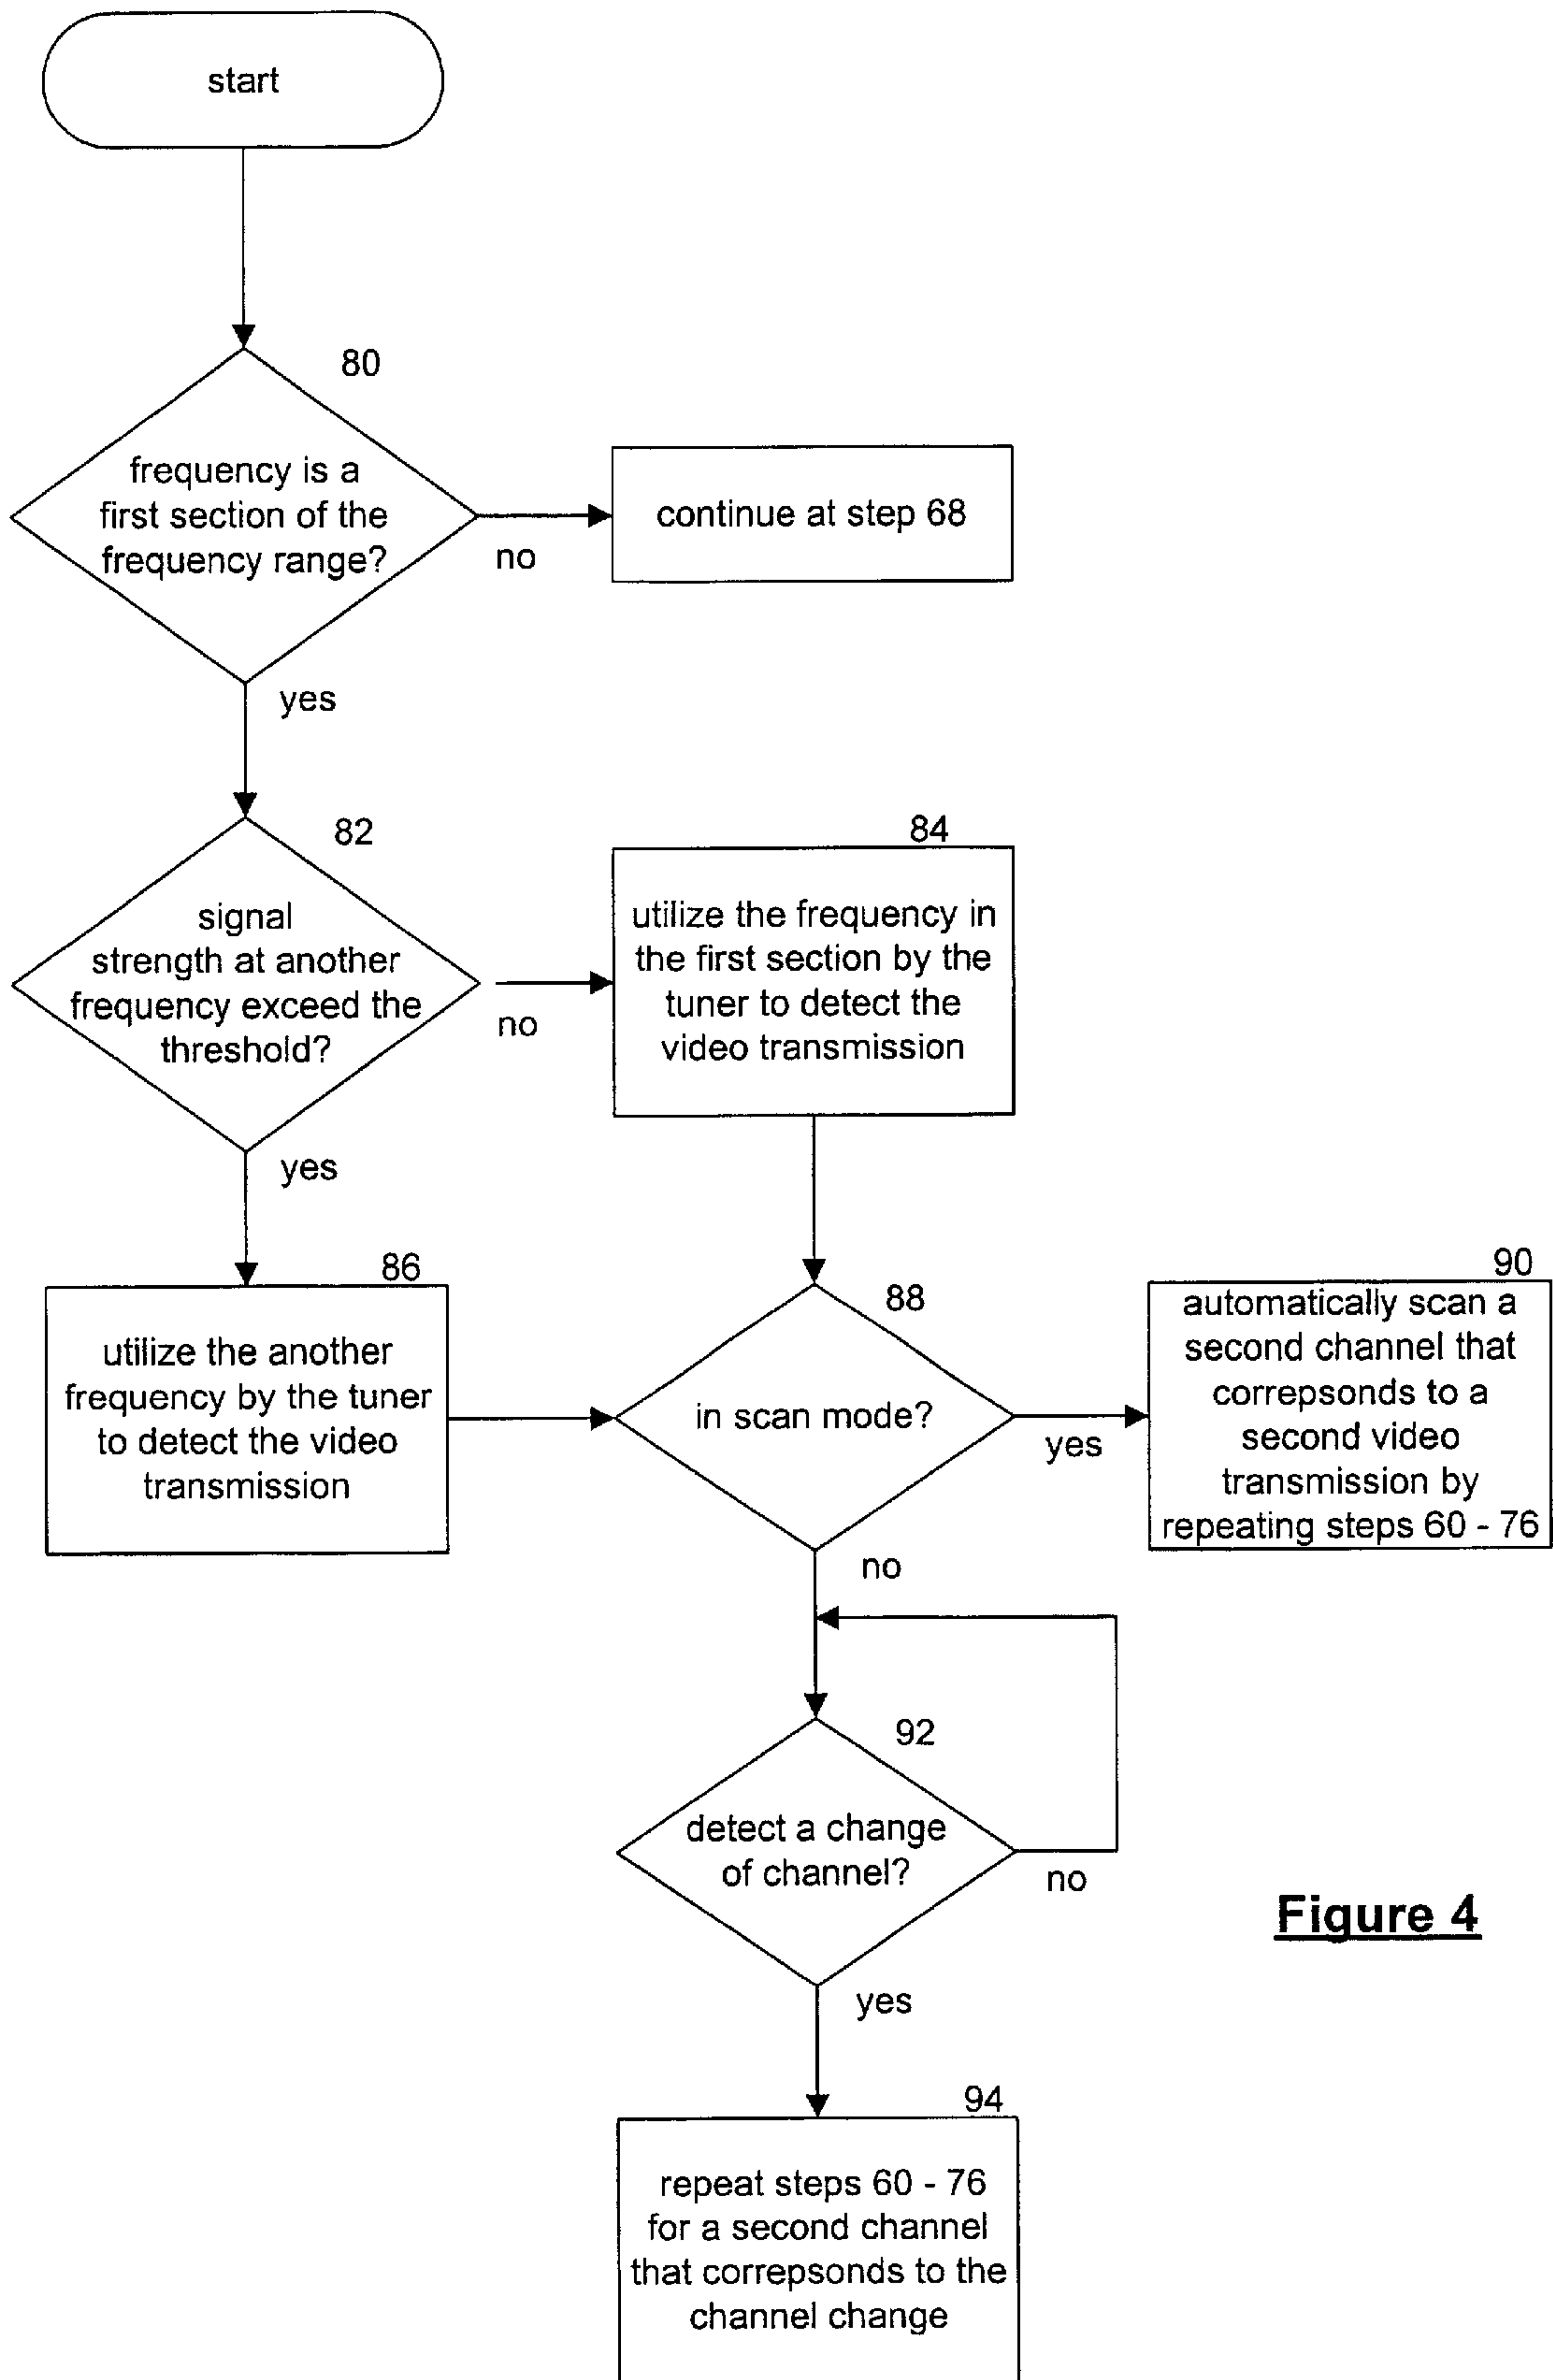 start
80
frequency is a
first section of the
frequency range?
no
continue at step 68
yes
82
signal
strength at another
frequency exceed the
threshold?
no
84
utilize the frequency in
the first section by the
tuner to detect the
video transmission
yes
86
utilize the another
frequency by the tuner
to detect the video
transmission
88
in scan mode?
yes
90
automatically scan a
second channel that
correpsonds to a
second video
transmission by
repeating steps 60 - 76
no
92
detect a change
of channel?
no
yes
94
repeat steps 60 - 76
for a second channel
that correpsonds to the
channel change
Figure 4